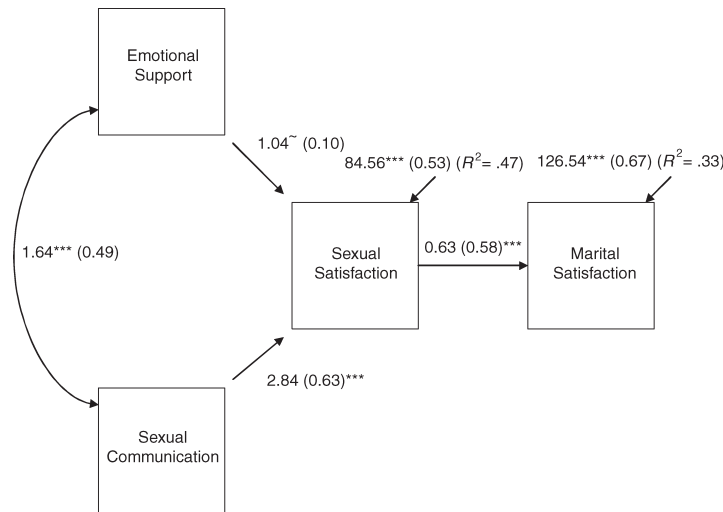 Emotional
Support
1.04~ (0.10)
84.56*** (0.53) (R²= .47)
126.54*** (0.67) (R²= .33)
1.64*** (0.49)
Sexual
Satisfaction
0.63 (0.58)***
Marital
Satisfaction
2.84 (0.63)***
Sexual
Communication